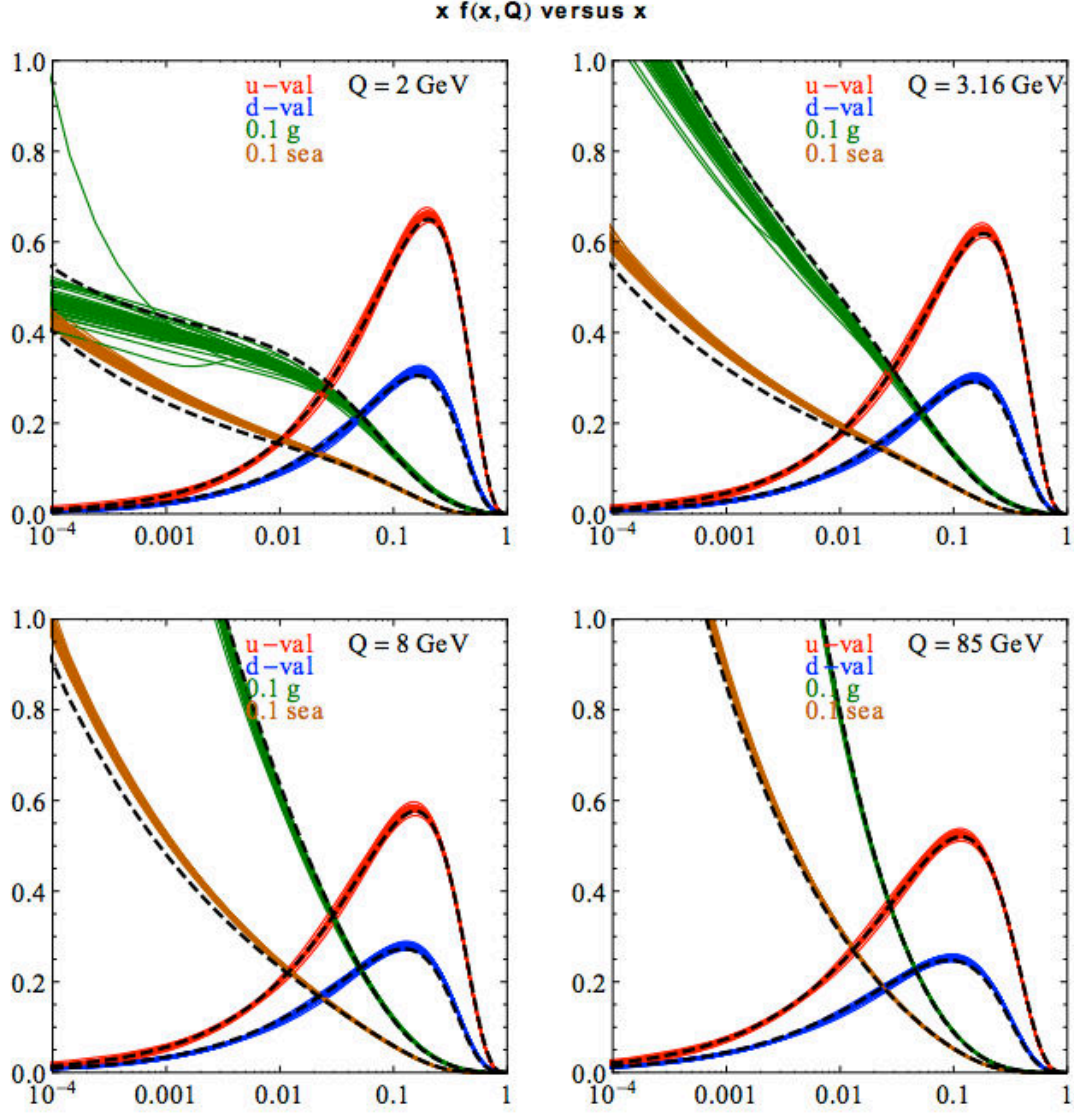 x f(x,Q) versus x
1.0
0.8
0.6
0.4
0.2
0.0
u-val
d-val
0.1 g
0.1 sea
Q = 2 GeV
10⁻⁴
0.001
0.01
0.1
1
1.0
0.8
0.6
0.4
0.2
0.0
u-val
d-val
0.1 g
0.1 sea
Q = 3.16 GeV
10⁻⁴
0.001
0.01
0.1
1
1.0
0.8
0.6
0.4
0.2
0.0
u-val
d-val
0.1 g
0.1 sea
Q = 8 GeV
10⁻⁴
0.001
0.01
0.1
1
1.0
0.8
0.6
0.4
0.2
0.0
u-val
d-val
0.1 g
0.1 sea
Q = 85 GeV
10⁻⁴
0.001
0.01
0.1
1